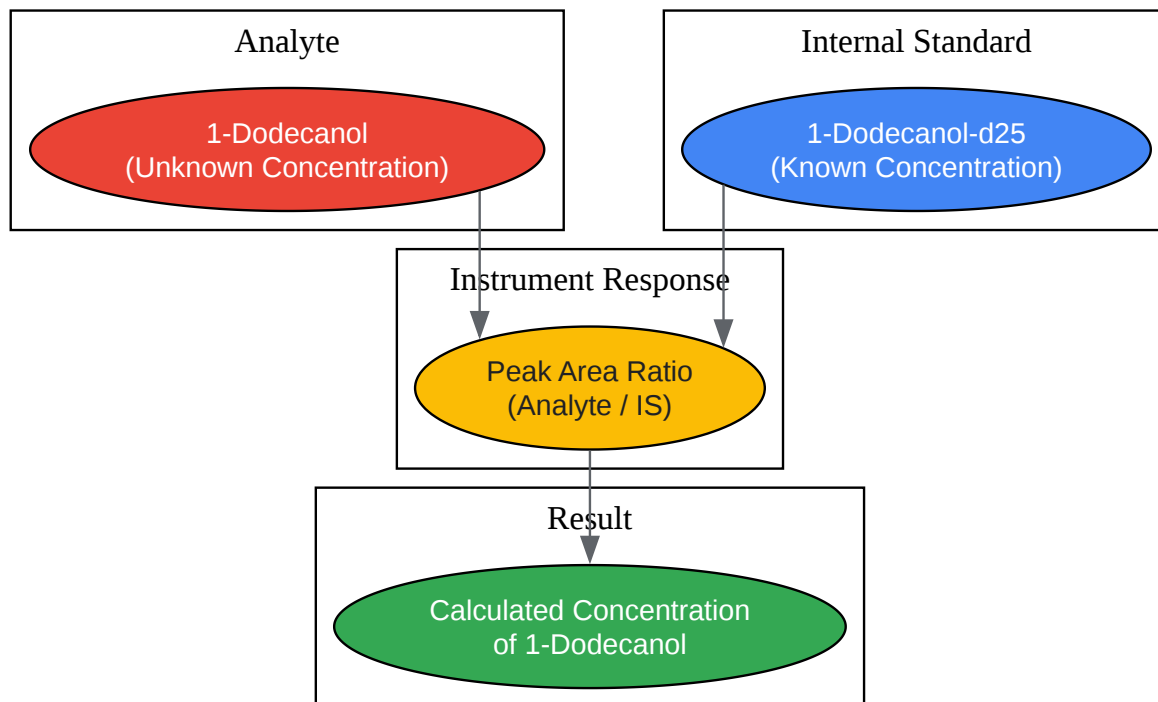 Analyte
Internal Standard
1-Dodecanol
(Unknown Concentration)
1-Dodecanol-d25
(Known Concentration)
Instrument Response
Peak Area Ratio
(Analyte / IS)
Result
Calculated Concentration
of 1-Dodecanol